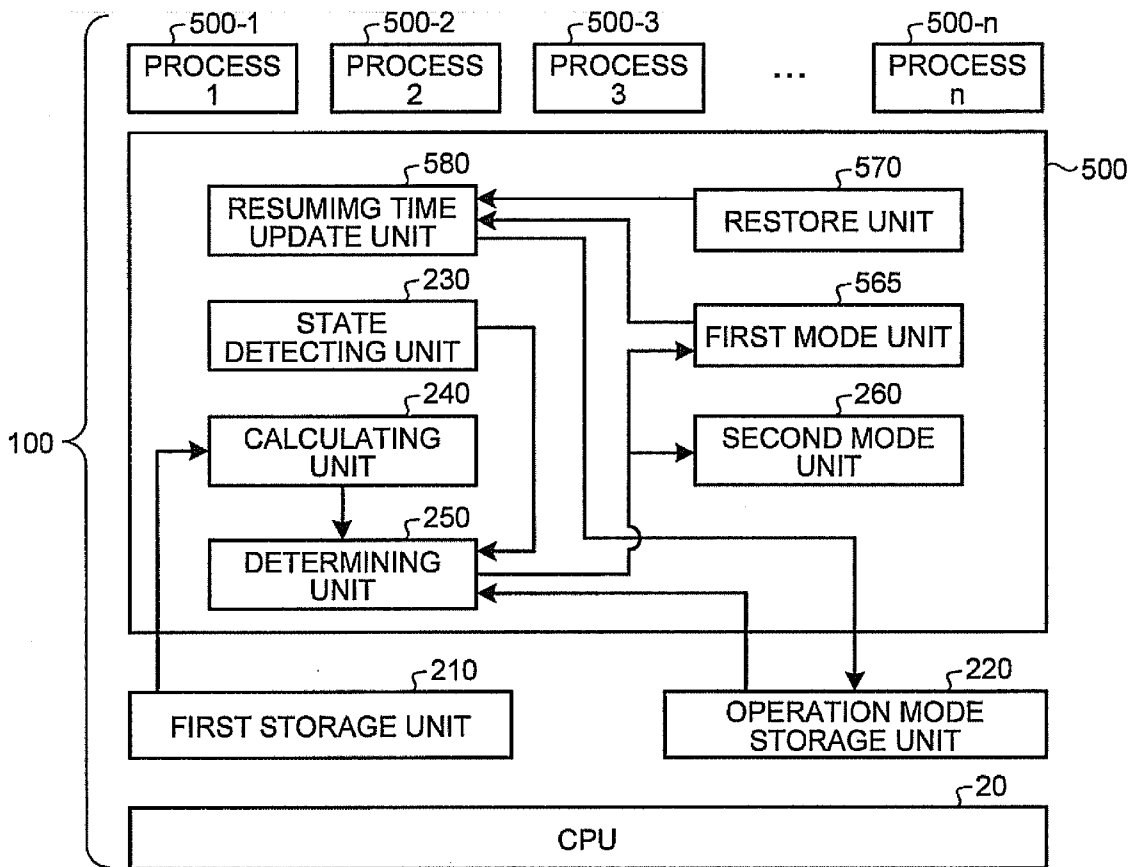 500-1
500-2
500-3
500-n
PROCESS
1
PROCESS
2
PROCESS
3
...
PROCESS
n
500
580
RESUMIMG TIME
UPDATE UNIT
570
RESTORE UNIT
230
STATE
DETECTING UNIT
565
FIRST MODE UNIT
240
CALCULATING
UNIT
260
SECOND MODE
UNIT
100
250
DETERMINING
UNIT
210
FIRST STORAGE UNIT
220
OPERATION MODE
STORAGE UNIT
20
CPU